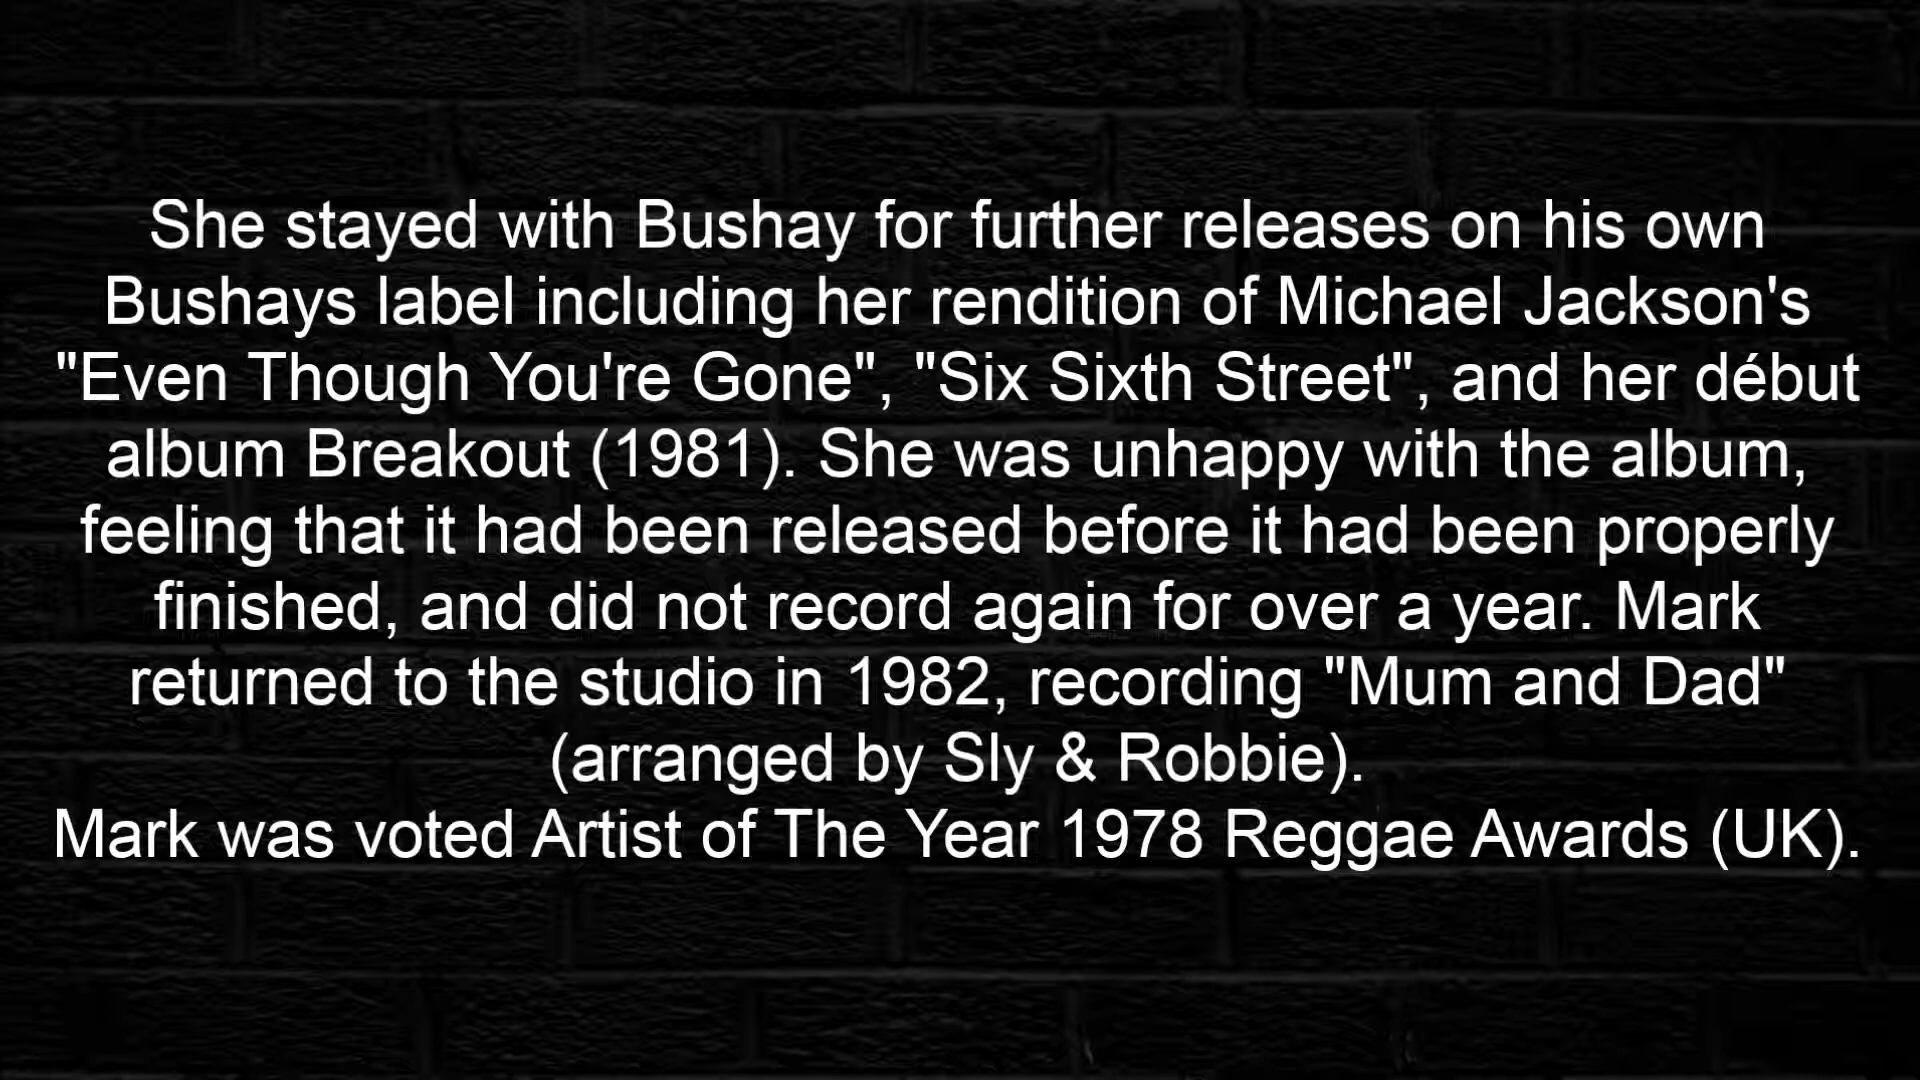 She stayed with Bushay for further releases on his own
Bushays label including her rendition of Michael Jackson's
"Even Though You're Gone", "Six Sixth Street", and her début
album Breakout (1981). She was unhappy with the album,
feeling that it had been released before it had been properly
finished, and did not record again for over a year. Mark
returned to the studio in 1982, recording "Mum and Dad"
(arranged by Sly & Robbie).
Mark was voted Artist of The Year 1978 Reggae Awards (UK).